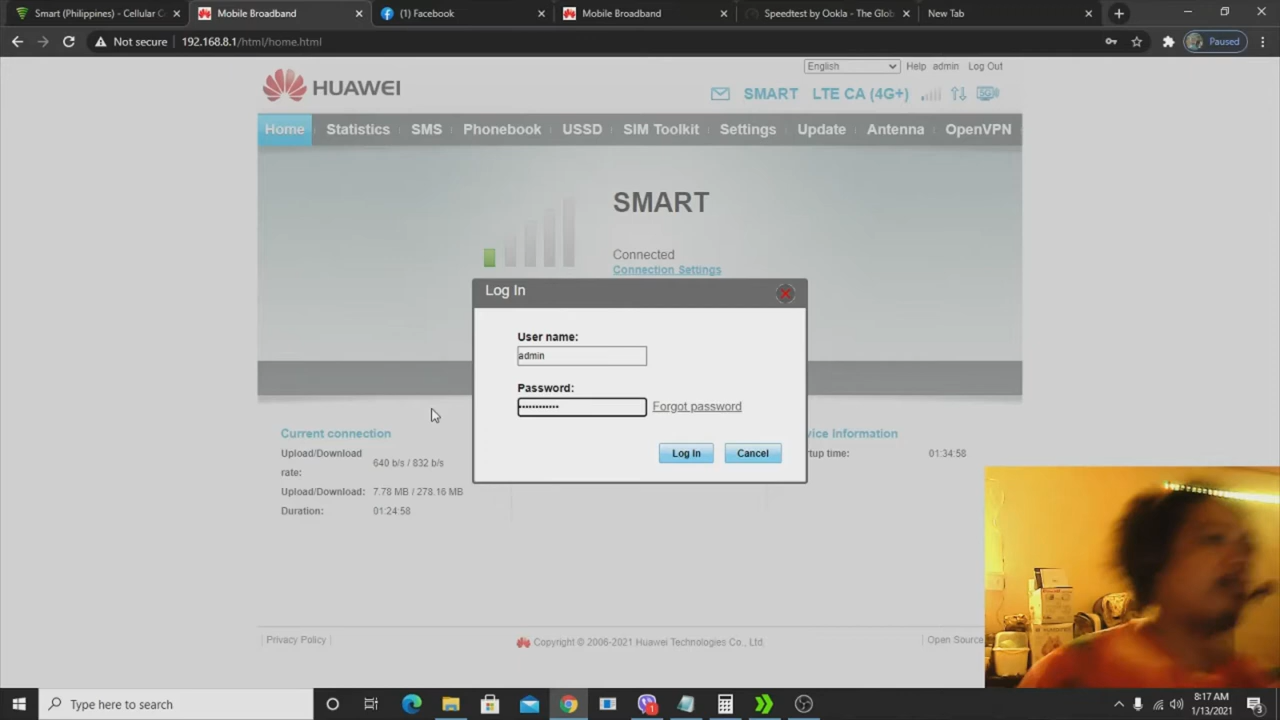 Smart (Philippines) - Cellular C
Mobile Broadband
(1) Facebook
Mobile Broadband
Speedtest by Ookla - The Glob
New Tab
Not secure
192.168.8.1/html/home.html
Paused
English
Help
admin
Log Out
HUAWEI
SMART
LTE CA (4G+)
5G
Home
Statistics
SMS
Phonebook
USSD
SIM Toolkit
Settings
Update
Antenna
OpenVPN
SMART
Connected
Connection Settings
Log In
User name:
admin
Password:
••••••••••••
Forgot password
Log In
Cancel
Current connection
Upload/Download
rate:
640 b/s / 832 b/s
Upload/Download:
7.78 MB / 278.16 MB
Duration:
01:24:58
vice Information
rtup time:
01:34:58
Privacy Policy
Copyright © 2006-2021 Huawei Technologies Co., Ltd.
Open Source
Type here to search
1
8:17 AM
1/13/2021
3